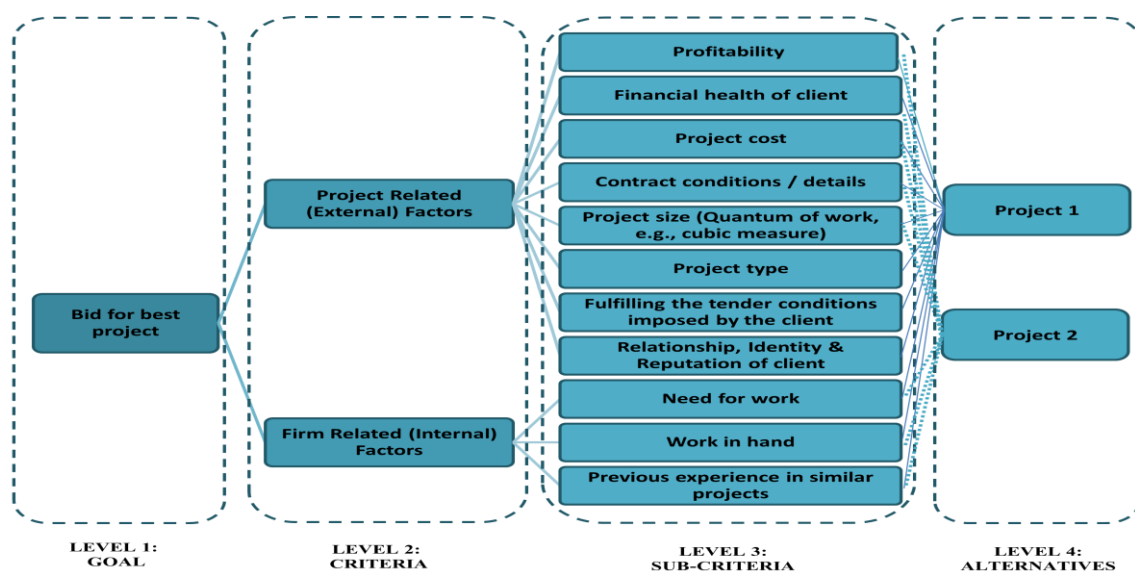 Bid for best
project
Project Related
(External) Factors
Firm Related (Internal)
Factors
Profitability
Financial health of client
Project cost
Contract conditions / details
Project size (Quantum of work,
e.g., cubic measure)
Project type
Fulfilling the tender conditions
imposed by the client
Relationship, Identity &
Reputation of client
Need for work
Work in hand
Previous experience in similar
projects
Project 1
Project 2
LEVEL 1:
GOAL
LEVEL 2:
CRITERIA
LEVEL 3:
SUB-CRITERIA
LEVEL 4:
ALTERNATIVES